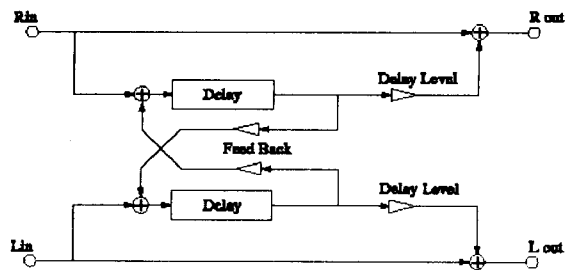 Rin
R out
Delay Level
Delay
Feed Back
Delay Level
Delay
Lin
L out